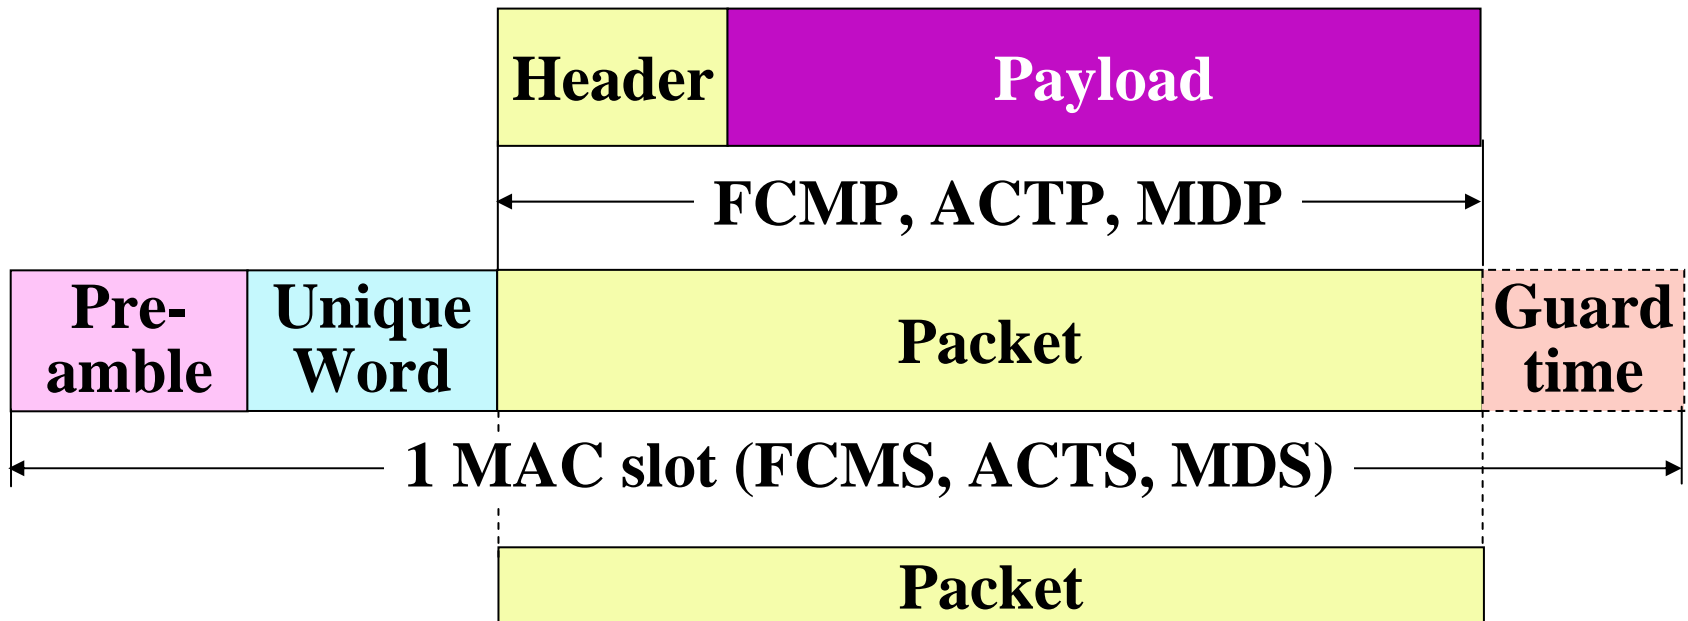 Header
Payload
FCMP, ACTP, MDP
Pre-
amble
Unique
Word
Packet
Guard
time
1 MAC slot (FCMS, ACTS, MDS)
Packet